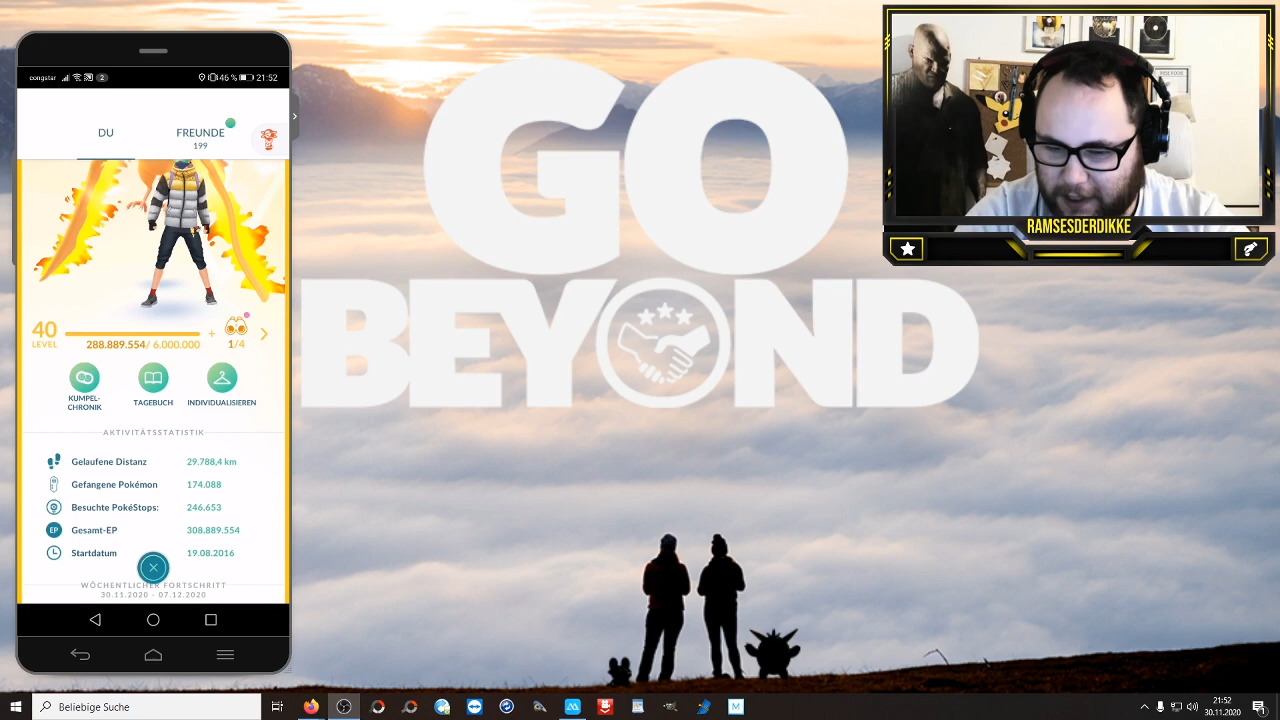 congstar
2
46 %
21:52
DU
FREUNDE
199
40
LEVEL
288.889.554/ 6.000.000
+
1/4
KUMPEL-
CHRONIK
TAGEBUCH
INDIVIDUALISIEREN
AKTIVITÄTSSTATISTIK
Gelaufene Distanz
29.788,4 km
Gefangene Pokémon
174.088
Besuchte PokéStops:
246.653
EP
Gesamt-EP
308.889.554
Startdatum
19.08.2016
WÖCHENTLICHER FORTSCHRITT
30.11.2020 - 07.12.2020
GO
BEYOND
RAMSESDERDIKKE
Beliebige Suche
M
21:52
30.11.2020